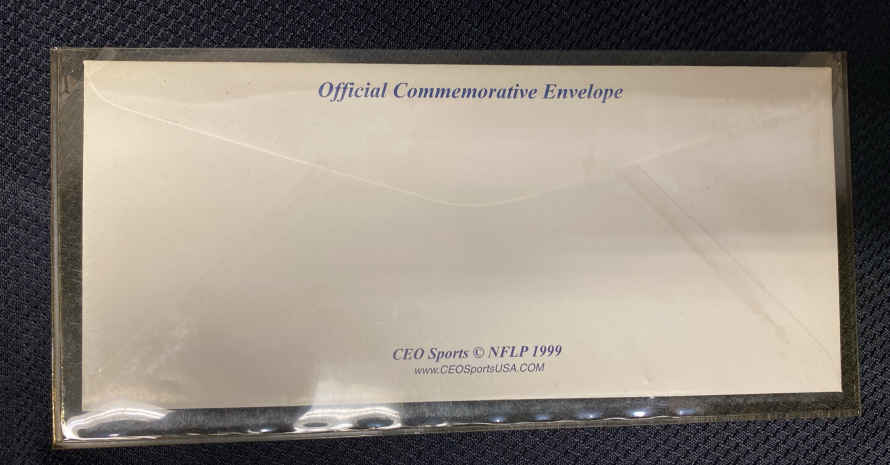 Official Commemorative Envelope
CEO Sports © NFLP 1999
www.CEOSportsUSA.COM